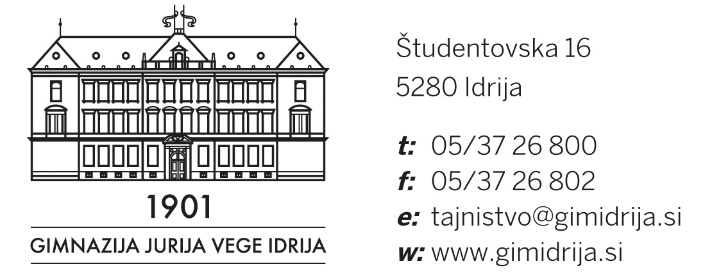 1901
GIMNAZIJA JURIJA VEGE IDRIJA
Študentovska 16
5280 Idrija
t: 05/37 26 800
f: 05/37 26 802
e: tajnistvo@gimidrija.si
w: www.gimidrija.si